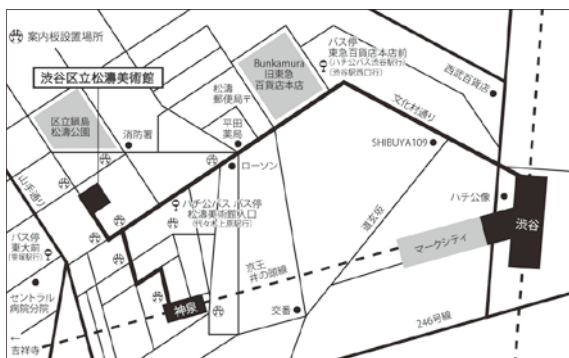 案内板設置場所
渋谷区立松濤美術館
区立鍋島
松濤公園
消防署
松濤
郵便局〒
平田
薬局
Bunkamura
旧東急
百貨店本店
バス停
東急百貨店本店前
(ハチ公バス渋谷駅行)
(渋谷駅西口行)
西武百貨店
文化村通り
SHIBUYA109
ハチ公像
渋谷
マークシティ
道玄坂
ローソン
ハチ公バス バス停
松濤美術館入口
(代々木上原駅行)
山手通り
バス停
東大前
(幡ヶ谷駅行)
セントラル
病院分院
←
吉祥寺
神泉
京王
井の頭線
交番
246号線